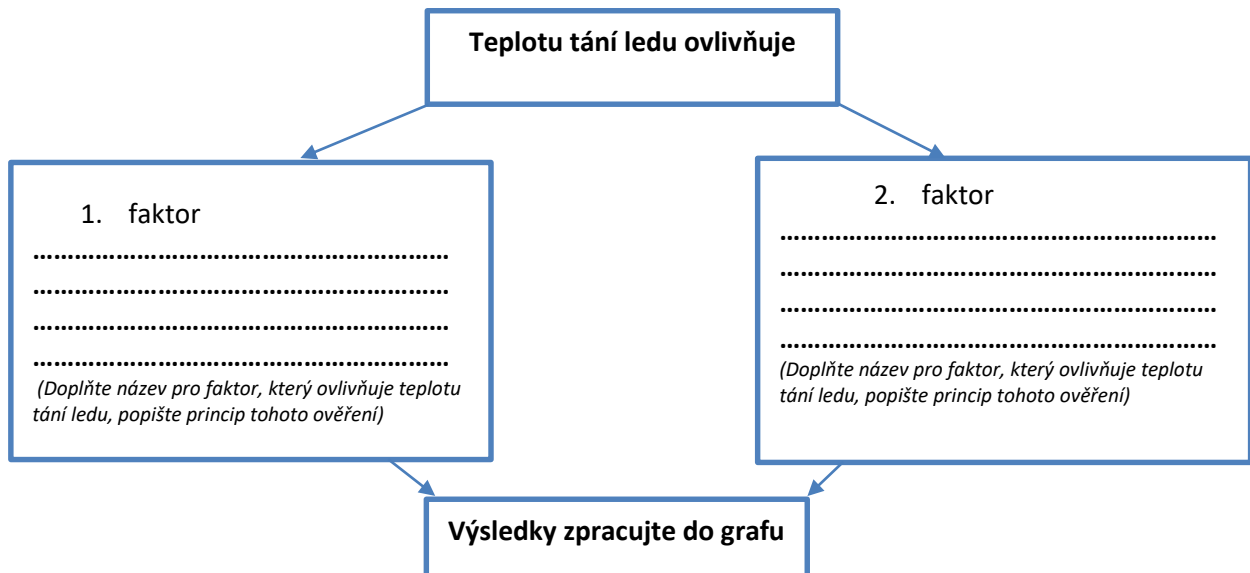 Teplotu tání ledu ovlivňuje
1. faktor
……………………………………………………
……………………………………………………
……………………………………………………
……………………………………………………
(Doplňte název pro faktor, který ovlivňuje teplotu
tání ledu, popište princip tohoto ověření)
2. faktor
………………………………………………………
………………………………………………………
………………………………………………………
………………………………………………………
(Doplňte název pro faktor, který ovlivňuje teplotu
tání ledu, popište princip tohoto ověření)
Výsledky zpracujte do grafu